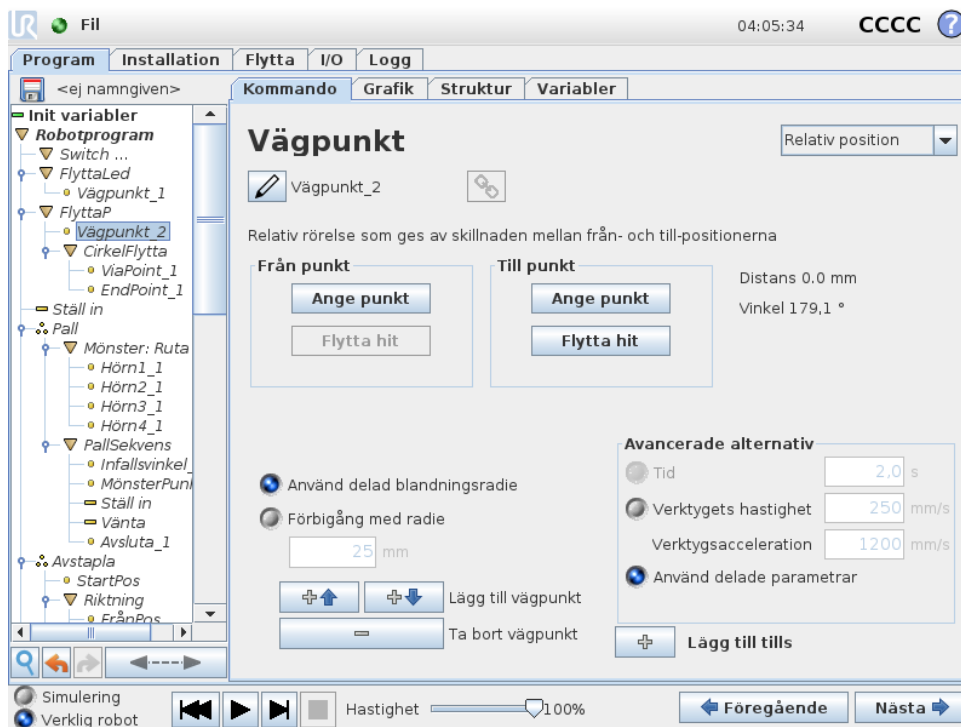 UR Fil 04:05:34 CCCC ?
Program Installation Flytta I/O Logg
<ej namngiven>
Kommando Grafik Struktur Variabler
Init variabler
Robotprogram
Switch ...
FlyttaLed
Vägpunkt_1
FlyttaP
Vägpunkt_2
CirkelFlytta
ViaPoint_1
EndPoint_1
Ställ in
Pall
Mönster: Ruta
Hörn1_1
Hörn2_1
Hörn3_1
Hörn4_1
PallSekvens
Infallsvinkel_
MönsterPun
Ställ in
Vänta
Avsluta_1
Avstapla
StartPos
Riktning
FrånPos
Vägpunkt
Relativ position
Vägpunkt_2
Relativ rörelse som ges av skillnaden mellan från- och till-positionerna
Från punkt
Ange punkt
Flytta hit
Till punkt
Ange punkt
Flytta hit
Distans 0.0 mm
Vinkel 179,1 °
Använd delad blandningsradie
Förbigång med radie
25 mm
Lägg till vägpunkt
Ta bort vägpunkt
Avancerade alternativ
Tid 2,0 s
Verktygets hastighet 250 mm/s
Verktygsacceleration 1200 mm/s
Använd delade parametrar
Lägg till tills
Simulering
Verklig robot
Hastighet 100%
Föregående
Nästa